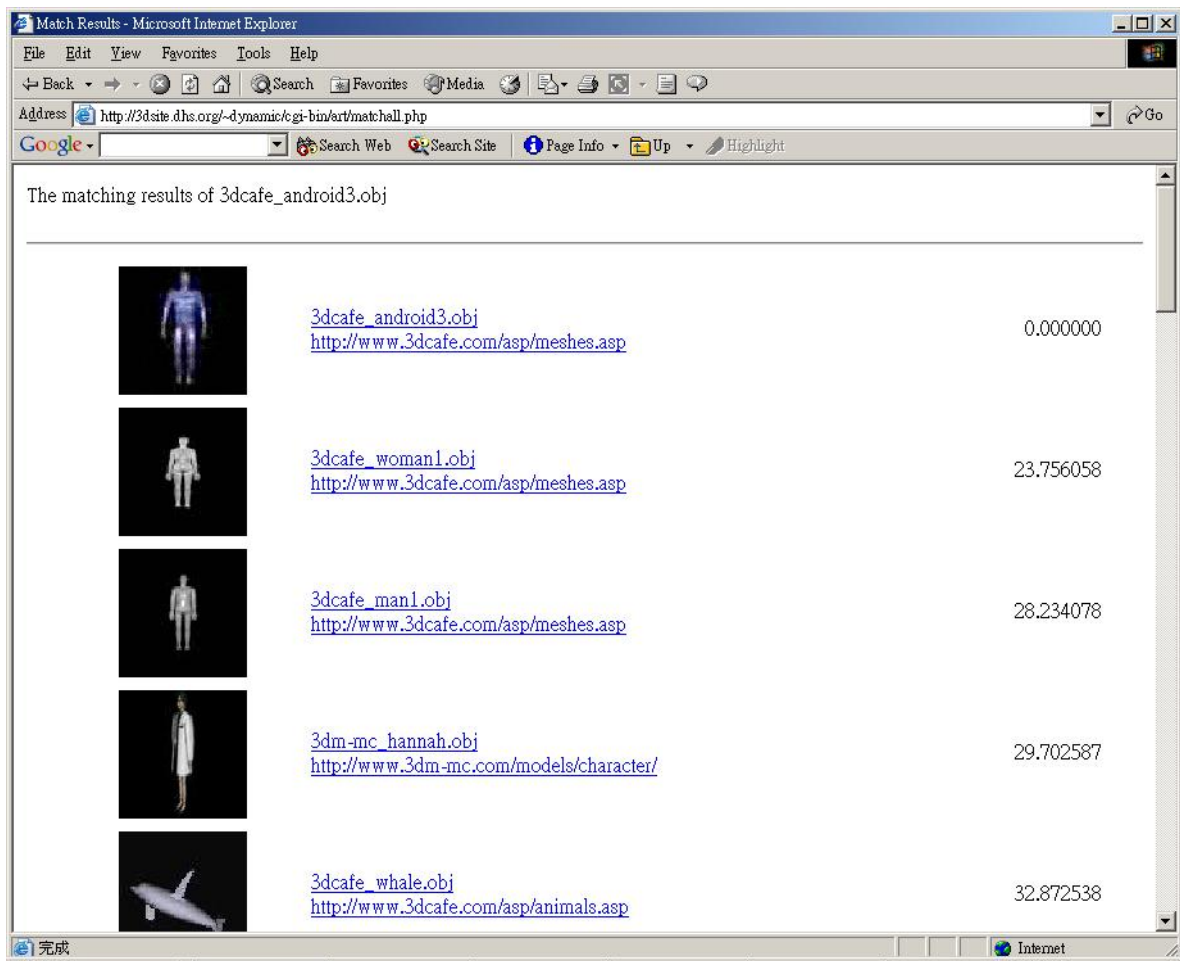 Match Results - Microsoft Internet Explorer
File Edit View Favorites Tools Help
Back Search Favorites Media
Address http://3dsite.dhs.org/~dynamic/cgi-bin/art/matchall.php Go
Google Search Web Search Site Page Info Up Highlight
The matching results of 3dcafe_android3.obj
3dcafe_android3.obj
http://www.3dcafe.com/asp/meshes.asp
0.000000
3dcafe_woman1.obj
http://www.3dcafe.com/asp/meshes.asp
23.756058
3dcafe_man1.obj
http://www.3dcafe.com/asp/meshes.asp
28.234078
3dm-mc_hannah.obj
http://www.3dm-mc.com/models/character/
29.702587
3dcafe_whale.obj
http://www.3dcafe.com/asp/animals.asp
32.872538
完成 Internet